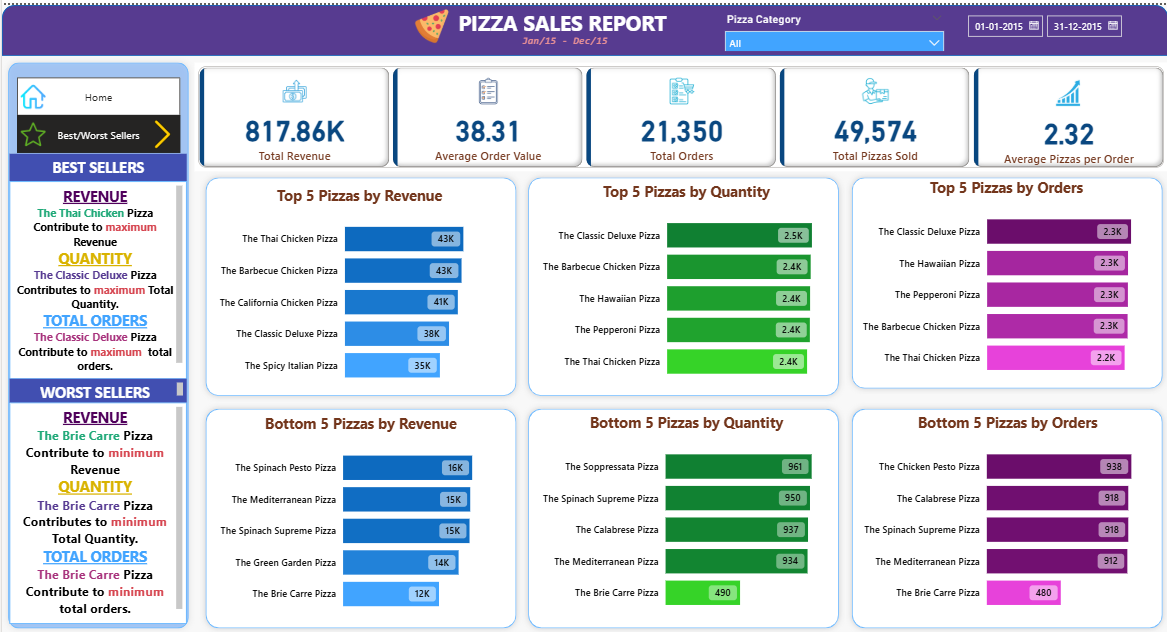 PIZZA SALES REPORT
Jan/15 - Dec/15
Pizza Category
All
01-01-2015
31-12-2015
Home
Best/Worst Sellers
BEST SELLERS
REVENUE
The Thai Chicken Pizza
Contribute to maximum
Revenue
QUANTITY
The Classic Deluxe Pizza
Contributes to maximum Total
Quantity.
TOTAL ORDERS
The Classic Deluxe Pizza
Contribute to maximum total
orders.
WORST SELLERS
REVENUE
The Brie Carre Pizza
Contribute to minimum
Revenue
QUANTITY
The Brie Carre Pizza
Contributes to minimum
Total Quantity.
TOTAL ORDERS
The Brie Carre Pizza
Contribute to minimum
total orders.
817.86K
Total Revenue
38.31
Average Order Value
21,350
Total Orders
49,574
Total Pizzas Sold
2.32
Average Pizzas per Order
Top 5 Pizzas by Revenue
The Thai Chicken Pizza 43K
The Barbecue Chicken Pizza 43K
The California Chicken Pizza 41K
The Classic Deluxe Pizza 38K
The Spicy Italian Pizza 35K
Top 5 Pizzas by Quantity
The Classic Deluxe Pizza 2.5K
The Barbecue Chicken Pizza 2.4K
The Hawaiian Pizza 2.4K
The Pepperoni Pizza 2.4K
The Thai Chicken Pizza 2.4K
Top 5 Pizzas by Orders
The Classic Deluxe Pizza 2.3K
The Hawaiian Pizza 2.3K
The Pepperoni Pizza 2.3K
The Barbecue Chicken Pizza 2.3K
The Thai Chicken Pizza 2.2K
Bottom 5 Pizzas by Revenue
The Spinach Pesto Pizza 16K
The Mediterranean Pizza 15K
The Spinach Supreme Pizza 15K
The Green Garden Pizza 14K
The Brie Carre Pizza 12K
Bottom 5 Pizzas by Quantity
The Soppressata Pizza 961
The Spinach Supreme Pizza 950
The Calabrese Pizza 937
The Mediterranean Pizza 934
The Brie Carre Pizza 490
Bottom 5 Pizzas by Orders
The Chicken Pesto Pizza 938
The Calabrese Pizza 918
The Spinach Supreme Pizza 918
The Mediterranean Pizza 912
The Brie Carre Pizza 480